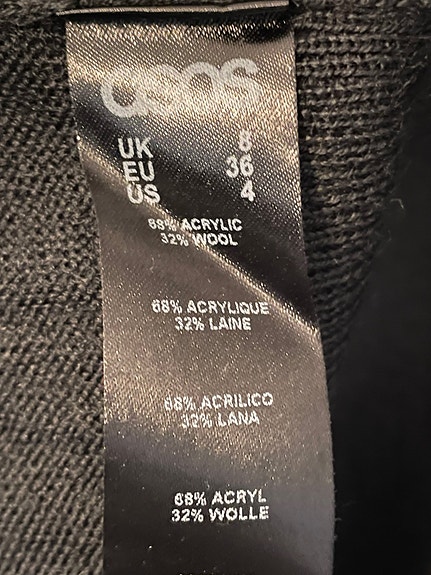 asos
UK 8
EU 36
US 4
68% ACRYLIC
32% WOOL
68% ACRYLIQUE
32% LAINE
68% ACRILICO
32% LANA
68% ACRYL
32% WOLLE